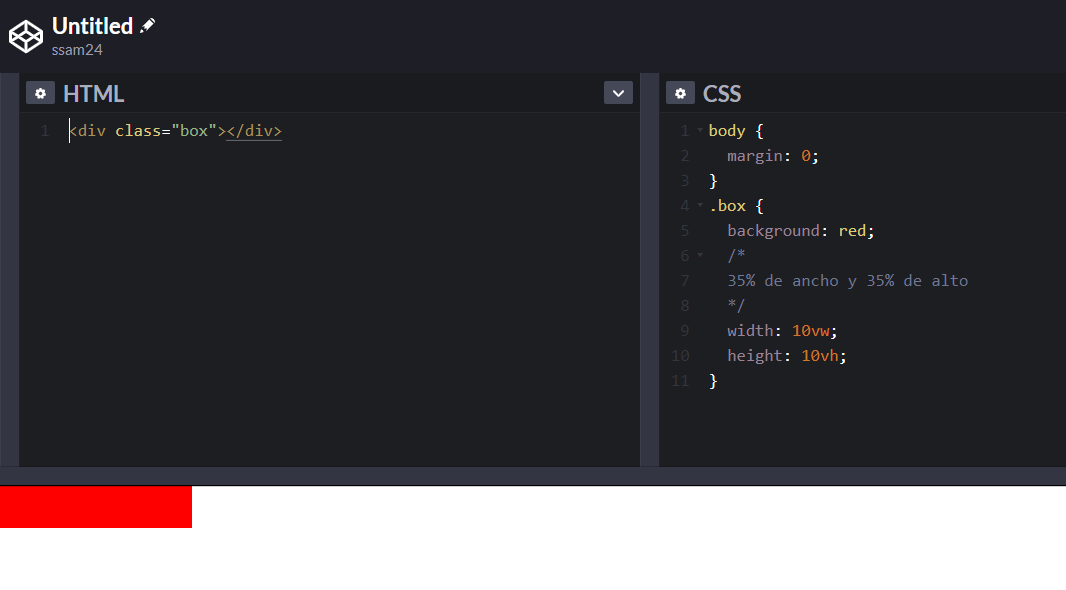 Untitled
ssam24
HTML
1 <div class="box"></div>
CSS
1 body {
2 margin: 0;
3 }
4 .box {
5 background: red;
6 /*
7 35% de ancho y 35% de alto
8 */
9 width: 10vw;
10 height: 10vh;
11 }